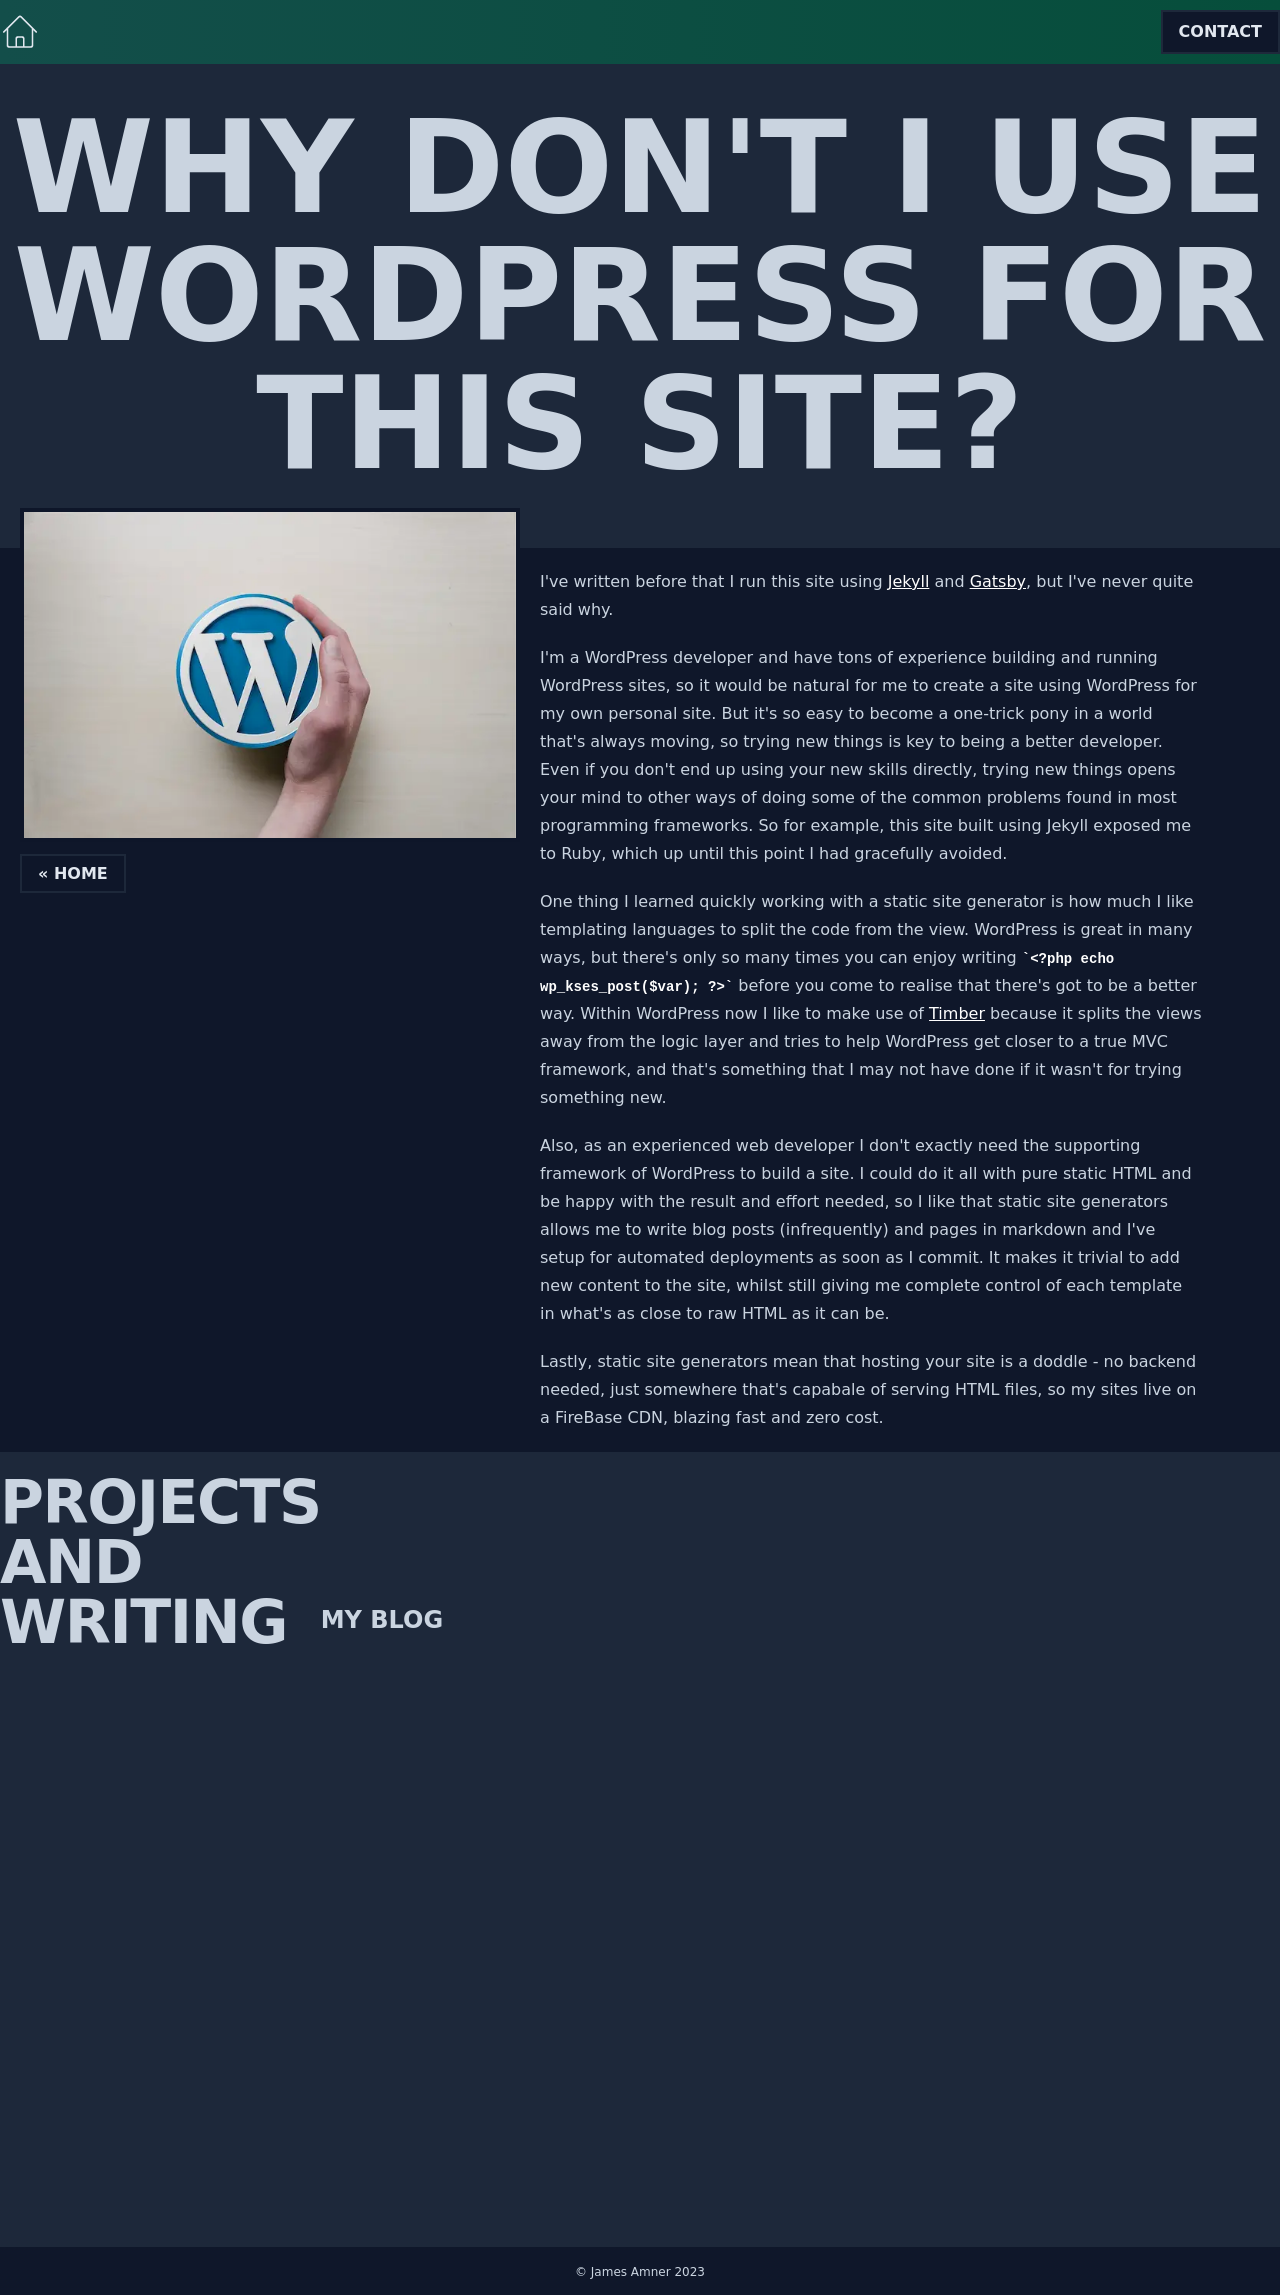 CONTACT
WHY DON'T I USE
WORDPRESS FOR
THIS SITE?
W
« HOME
I've written before that I run this site using Jekyll and Gatsby, but I've never quite
said why.
I'm a WordPress developer and have tons of experience building and running
WordPress sites, so it would be natural for me to create a site using WordPress for
my own personal site. But it's so easy to become a one-trick pony in a world
that's always moving, so trying new things is key to being a better developer.
Even if you don't end up using your new skills directly, trying new things opens
your mind to other ways of doing some of the common problems found in most
programming frameworks. So for example, this site built using Jekyll exposed me
to Ruby, which up until this point I had gracefully avoided.
One thing I learned quickly working with a static site generator is how much I like
templating languages to split the code from the view. WordPress is great in many
ways, but there's only so many times you can enjoy writing `<?php echo
wp_kses_post($var); ?>` before you come to realise that there's got to be a better
way. Within WordPress now I like to make use of Timber because it splits the views
away from the logic layer and tries to help WordPress get closer to a true MVC
framework, and that's something that I may not have done if it wasn't for trying
something new.
Also, as an experienced web developer I don't exactly need the supporting
framework of WordPress to build a site. I could do it all with pure static HTML and
be happy with the result and effort needed, so I like that static site generators
allows me to write blog posts (infrequently) and pages in markdown and I've
setup for automated deployments as soon as I commit. It makes it trivial to add
new content to the site, whilst still giving me complete control of each template
in what's as close to raw HTML as it can be.
Lastly, static site generators mean that hosting your site is a doddle - no backend
needed, just somewhere that's capabale of serving HTML files, so my sites live on
a FireBase CDN, blazing fast and zero cost.
PROJECTS
AND
WRITING MY BLOG
© James Amner 2023